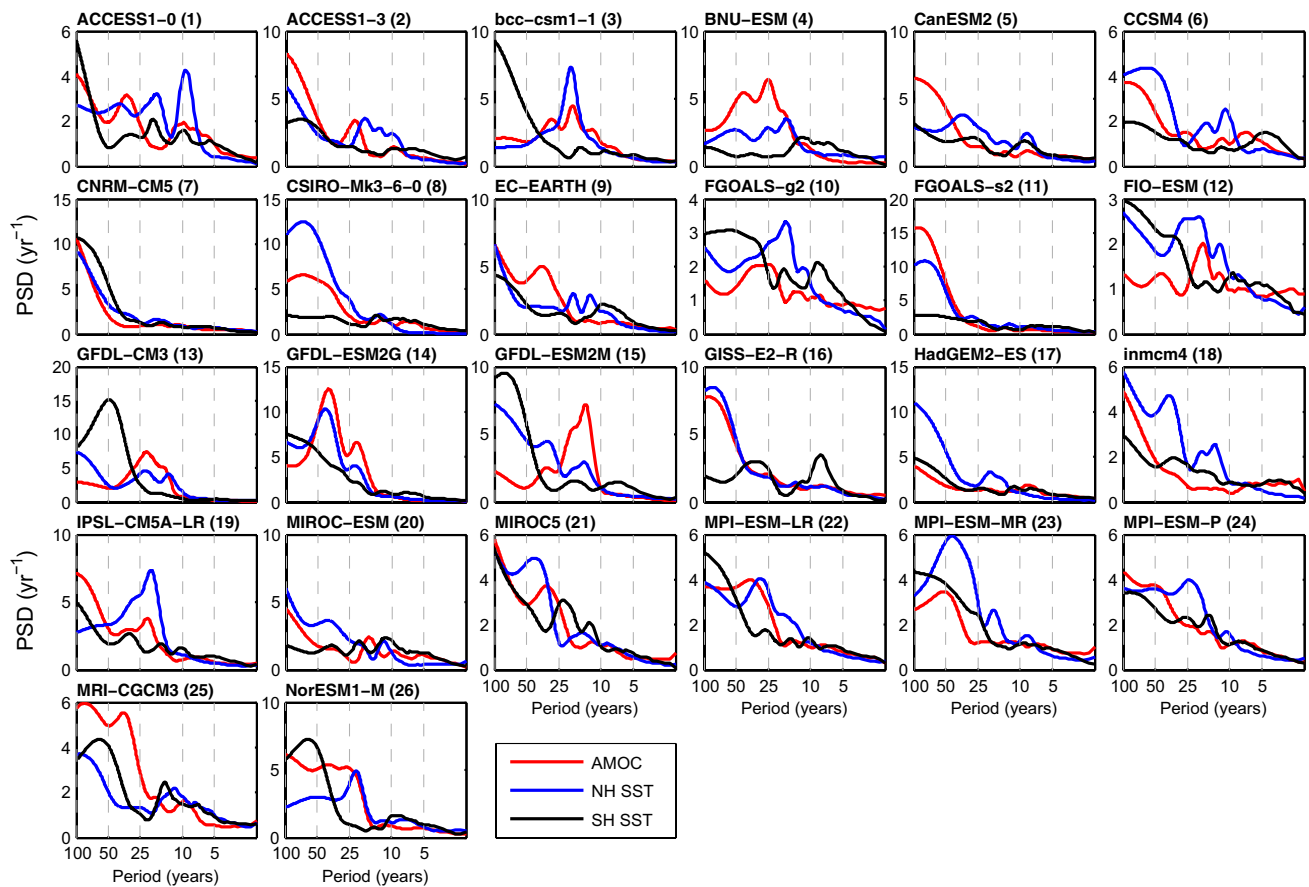 ACCESS1−0 (1) ACCESS1−3 (2) bcc−csm1−1 (3) BNU−ESM (4) CanESM2 (5) CCSM4 (6)
6 10 10 10 10 6
4 4
5 5 5 5
2 2
0 0 0 0 0 0
CNRM−CM5 (7) CSIRO−Mk3−6−0 (8) EC−EARTH (9) FGOALS−g2 (10) FGOALS−s2 (11) FIO−ESM (12)
PSD (yr⁻¹)
15 15 10 4 20 3
10 10 5 3 15 2
5 5 2 10 1
1 5
0 0 0 0 0 0
GFDL−CM3 (13) GFDL−ESM2G (14) GFDL−ESM2M (15) GISS−E2−R (16) HadGEM2−ES (17) inmcm4 (18)
20 15 10 10 15 6
15 10 10 4
10 5 5 5 2
5 5
0 0 0 0 0 0
IPSL−CM5A−LR (19) MIROC−ESM (20) MIROC5 (21) MPI−ESM−LR (22) MPI−ESM−MR (23) MPI−ESM−P (24)
PSD (yr⁻¹)
10 10 6 6 6 6
4 4 4 4
5 5
2 2 2 2
0 0 0 0 0 0
100 50 25 10 5 100 50 25 10 5 100 50 25 10 5 100 50 25 10 5
Period (years) Period (years) Period (years) Period (years)
MRI−CGCM3 (25) NorESM1−M (26)
6 10
4
5
2
0 0
100 50 25 10 5 100 50 25 10 5
Period (years) Period (years)
AMOC
NH SST
SH SST